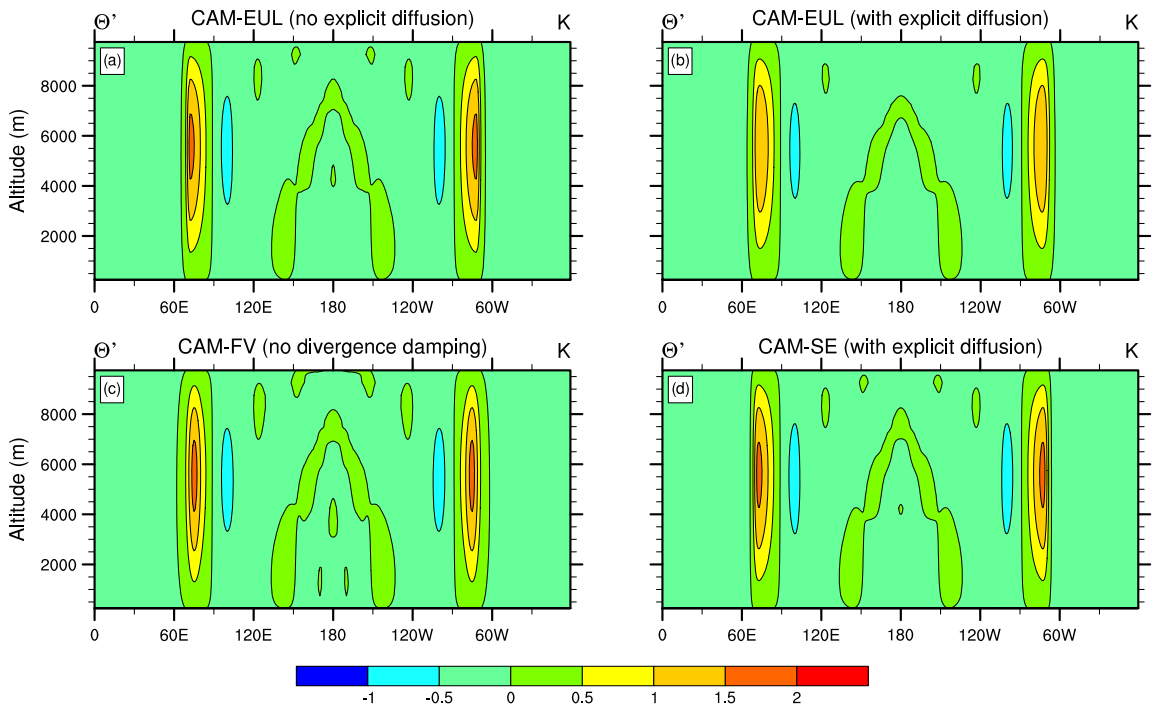 Θ’ CAM-EUL (no explicit diffusion) K
(a)
8000
6000
4000
2000
Altitude (m)
0 60E 120E 180 120W 60W
Θ’ CAM-EUL (with explicit diffusion) K
(b)
0 60E 120E 180 120W 60W
Θ’ CAM-FV (no divergence damping) K
(c)
8000
6000
4000
2000
Altitude (m)
0 60E 120E 180 120W 60W
Θ’ CAM-SE (with explicit diffusion) K
(d)
0 60E 120E 180 120W 60W
-1 -0.5 0 0.5 1 1.5 2